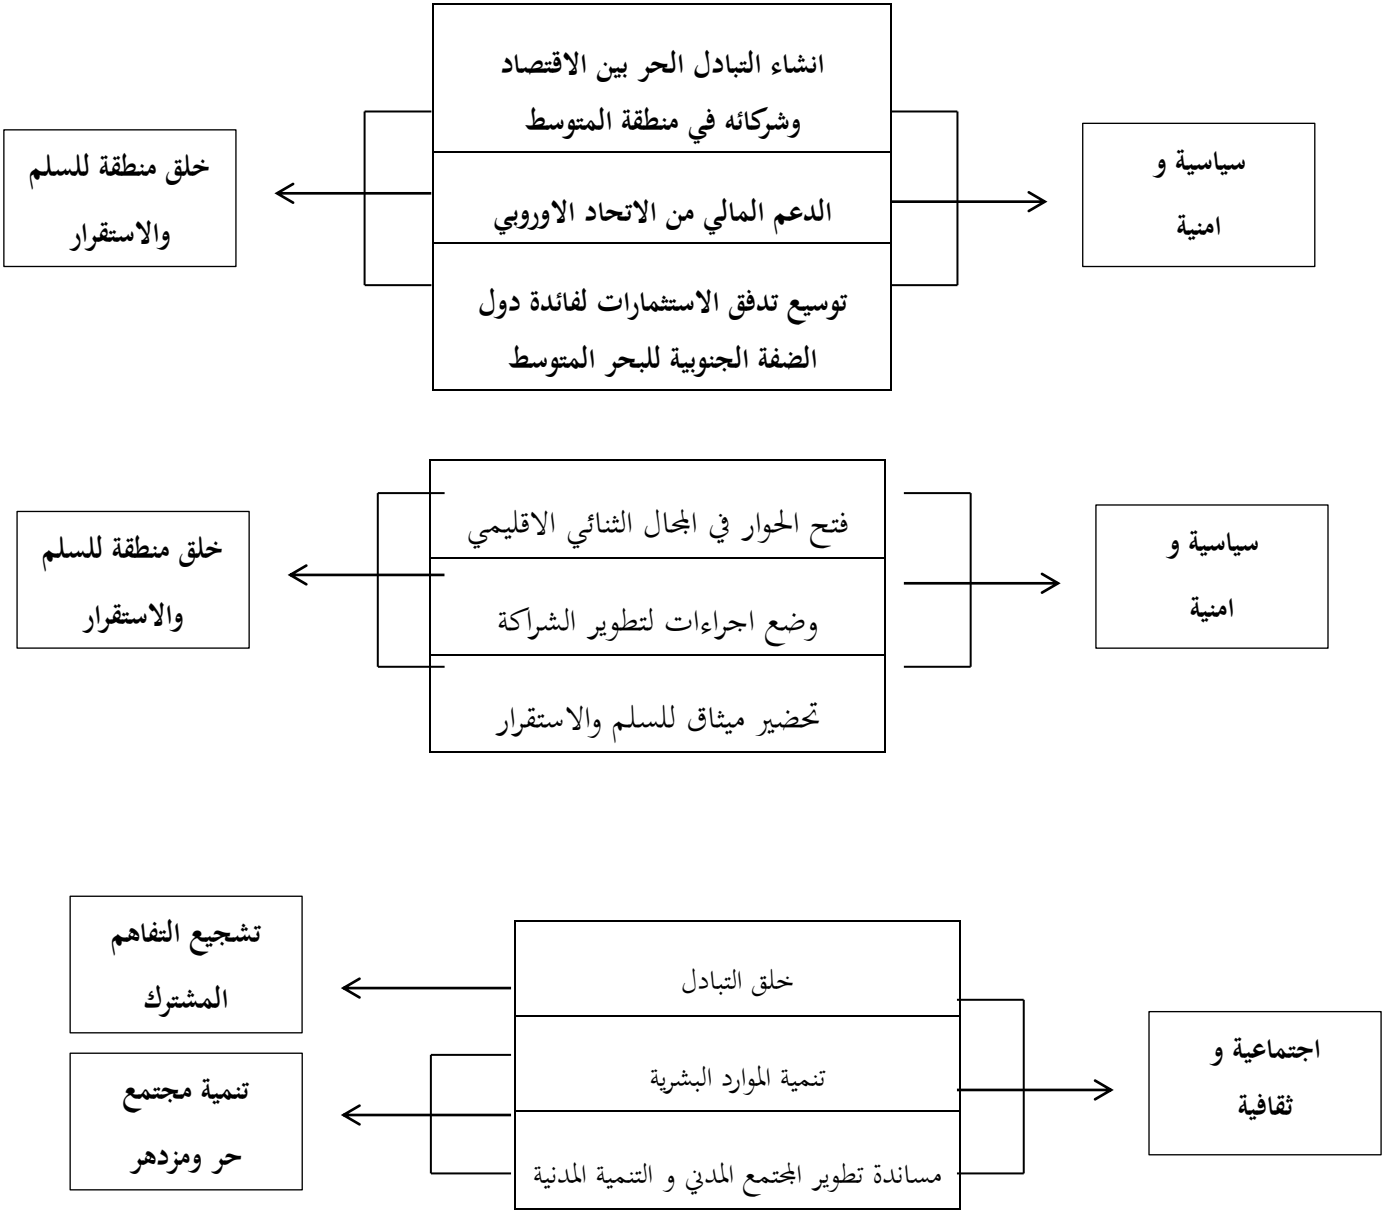 سياسية و
امنية
انشاء التبادل الحر بين الاقتصاد
وشركائه في منطقة المتوسط
الدعم المالي من الاتحاد الاوروبي
توسيع تدفق الاستثمارات لفائدة دول
الضفة الجنوبية للبحر المتوسط
خلق منطقة للسلم
والاستقرار
سياسية و
امنية
فتح الحوار في المجال الثنائي الاقليمي
وضع اجراءات لتطوير الشراكة
تحضير ميثاق للسلم والاستقرار
خلق منطقة للسلم
والاستقرار
اجتماعية و
ثقافية
خلق التبادل
تنمية الموارد البشرية
مساندة تطوير المجتمع المدني و التنمية المدنية
تشجيع التفاهم
المشترك
تنمية مجتمع
حر ومزدهر